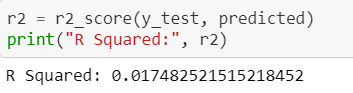 r2 = r2_score(y_test, predicted)
print("R Squared:", r2)
R Squared: 0.017482521515218452